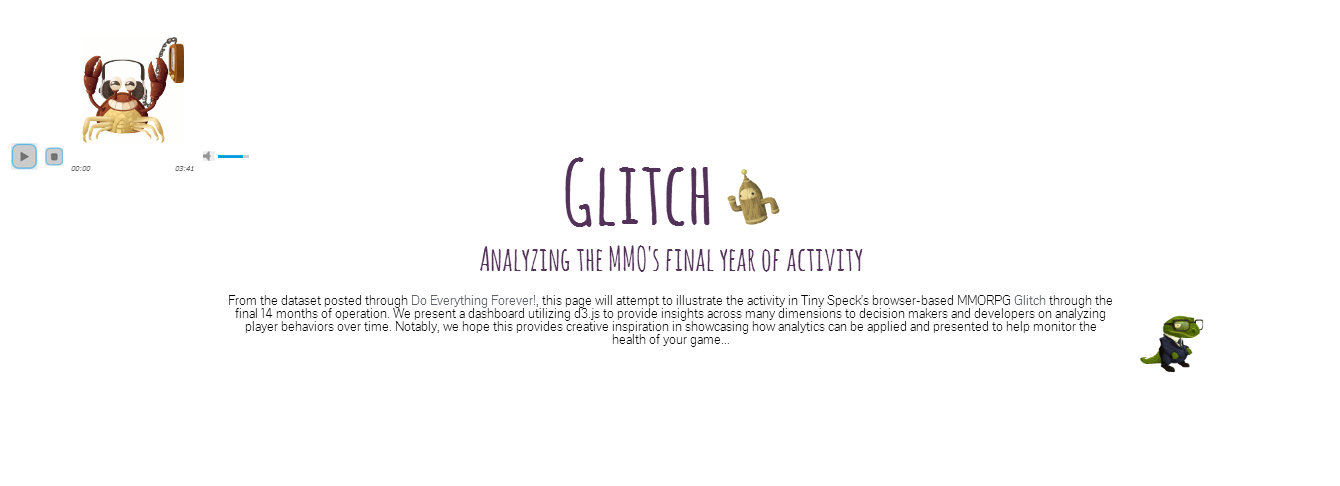 00:00 03:41
Glitch
Analyzing the MMO's final year of activity
From the dataset posted through Do Everything Forever!, this page will attempt to illustrate the activity in Tiny Speck's browser-based MMORPG Glitch through the
final 14 months of operation. We present a dashboard utilizing d3.js to provide insights across many dimensions to decision makers and developers on analyzing
player behaviors over time. Notably, we hope this provides creative inspiration in showcasing how analytics can be applied and presented to help monitor the
health of your game...